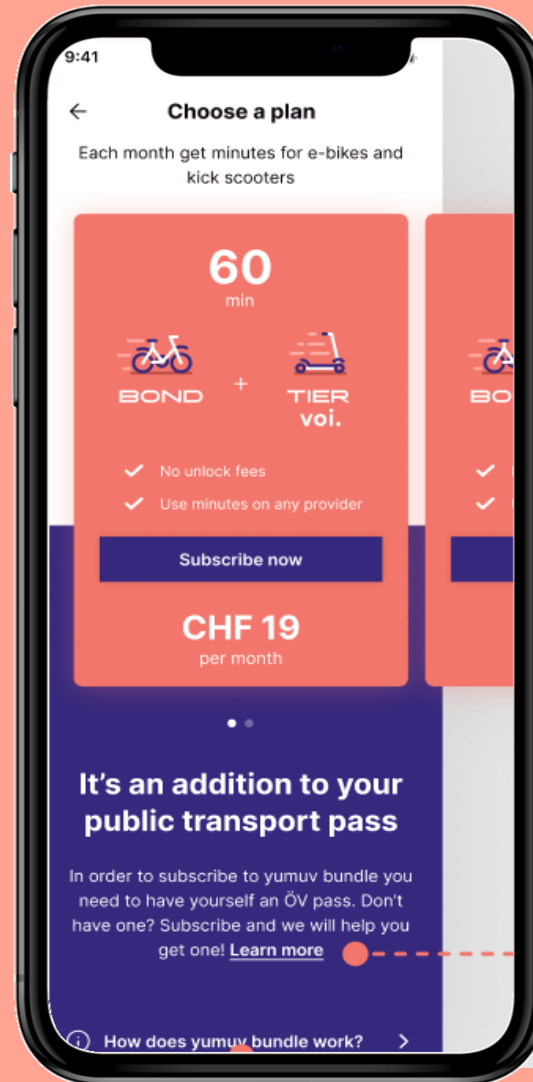 9:41
Choose a plan
Each month get minutes for e-bikes and
kick scooters
60
min
BOND
+
TIER
voi.
BO
No unlock fees
Use minutes on any provider
Subscribe now
CHF 19
per month
It's an addition to your
public transport pass
In order to subscribe to yumuv bundle you
need to have yourself an ÖV pass. Don't
have one? Subscribe and we will help you
get one! Learn more
How does yumuv bundle work?